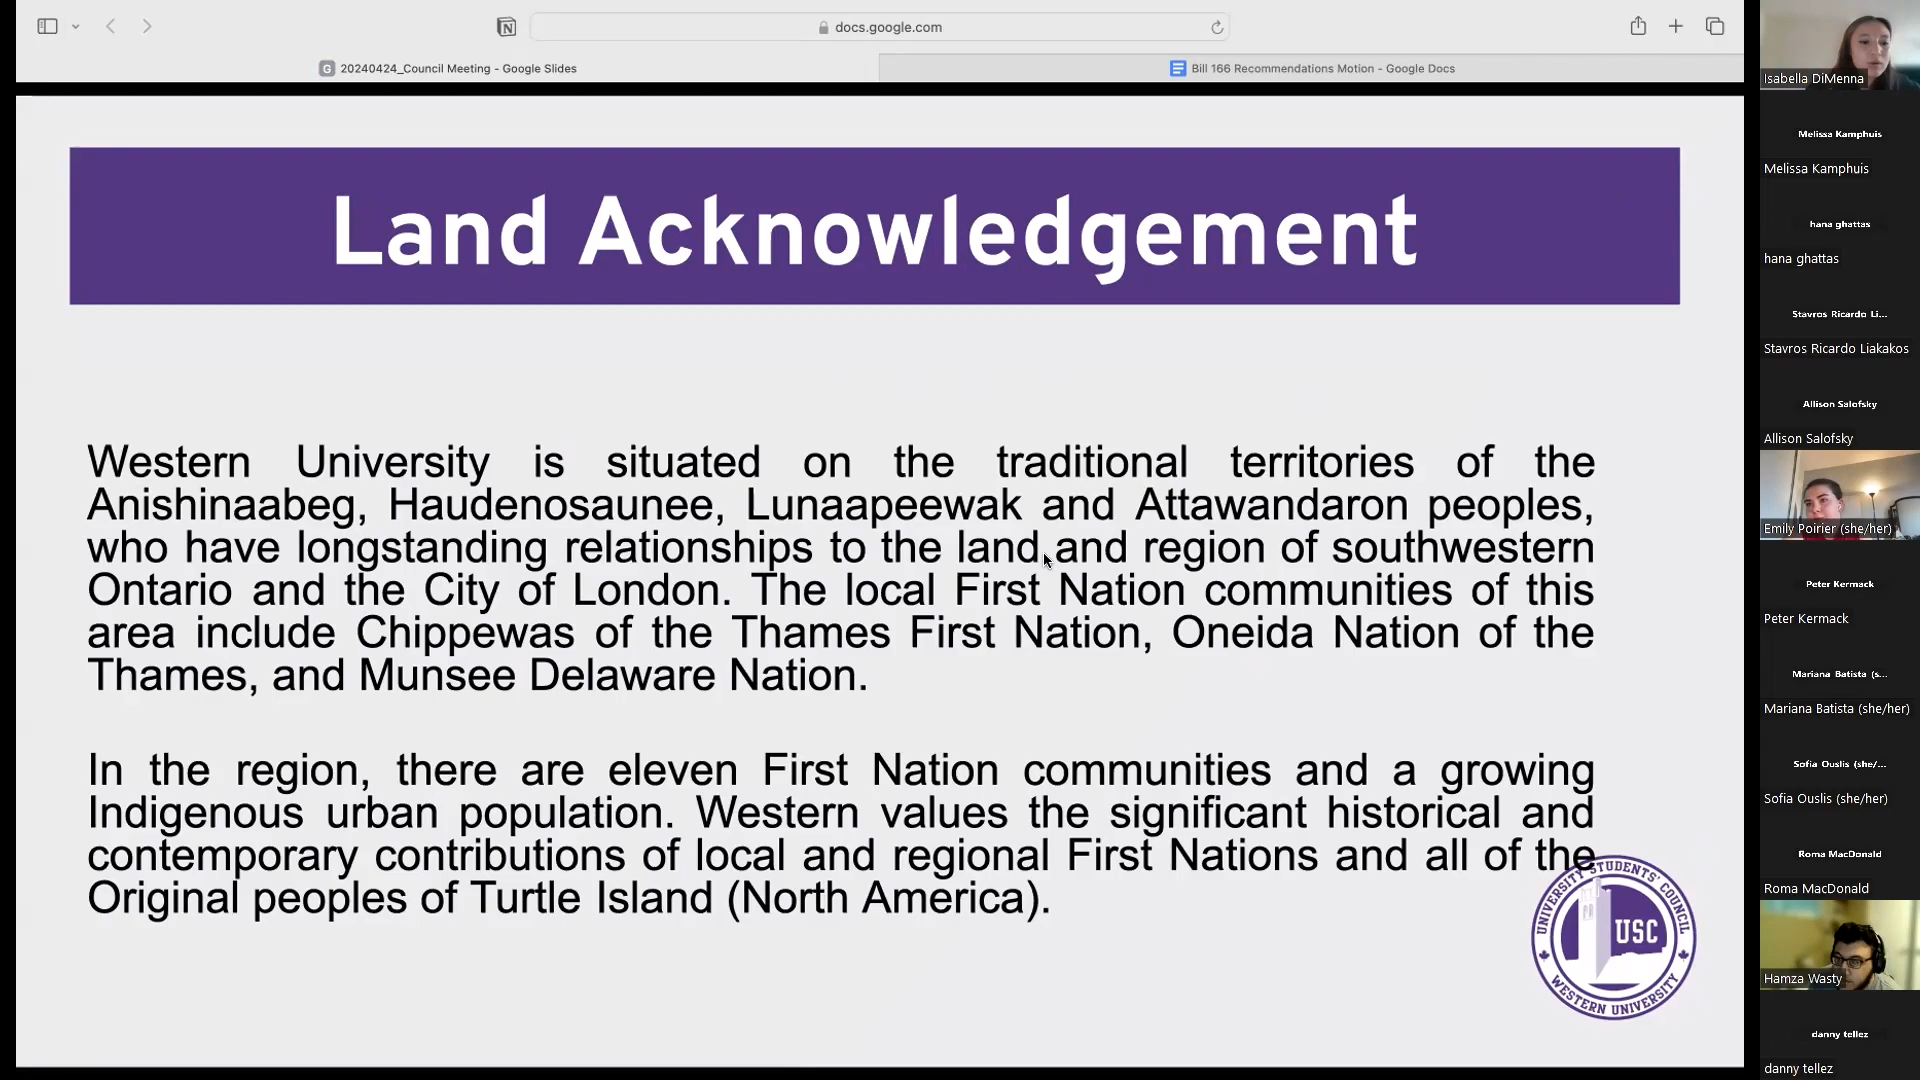 docs.google.com
20240424_Council Meeting - Google Slides
Bill 166 Recommendations Motion - Google Docs
Land Acknowledgement
Western University is situated on the traditional territories of the
Anishinaabeg, Haudenosaunee, Lunaapeewak and Attawandaron peoples,
who have longstanding relationships to the land and region of southwestern
Ontario and the City of London. The local First Nation communities of this
area include Chippewas of the Thames First Nation, Oneida Nation of the
Thames, and Munsee Delaware Nation.
In the region, there are eleven First Nation communities and a growing
Indigenous urban population. Western values the significant historical and
contemporary contributions of local and regional First Nations and all of the
Original peoples of Turtle Island (North America).
UNIVERSITY STUDENTS' COUNCIL
USC
WESTERN UNIVERSITY
Isabella DiMenna
Melissa Kamphuis
Melissa Kamphuis
hana ghattas
hana ghattas
Stavros Ricardo Li...
Stavros Ricardo Liakakos
Allison Salofsky
Allison Salofsky
Emily Poirier (she/her)
Peter Kermack
Peter Kermack
Mariana Batista (s...
Mariana Batista (she/her)
Sofia Ouslis (she/...
Sofia Ouslis (she/her)
Roma MacDonald
Roma MacDonald
Hamza Wasty
danny tellez
danny tellez